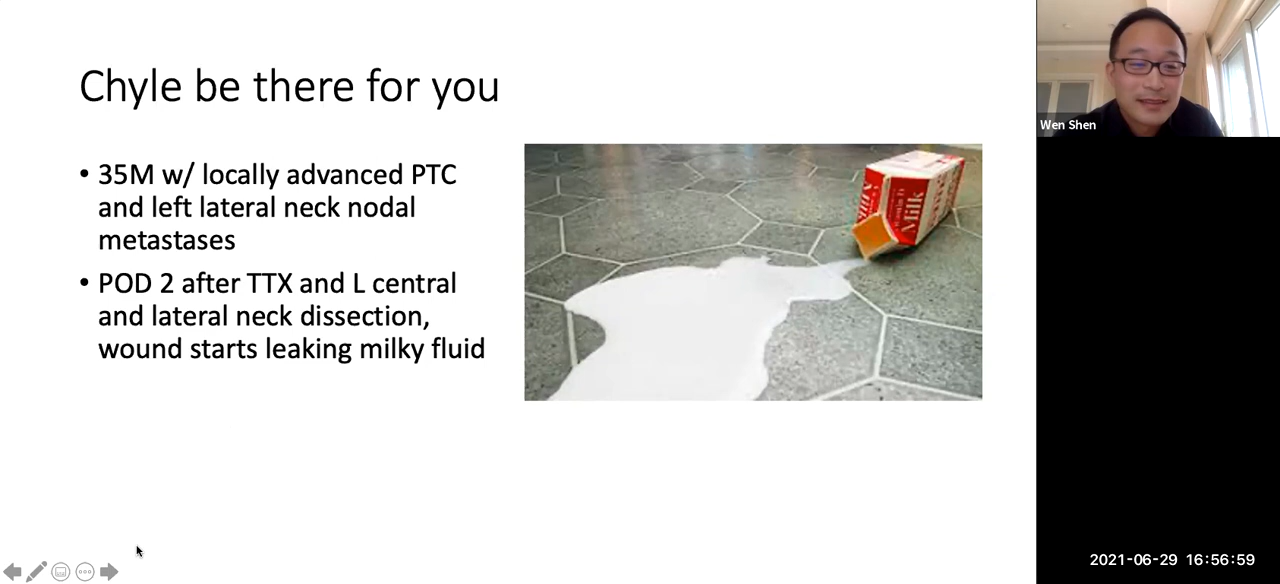 Chyle be there for you
• 35M w/ locally advanced PTC
and left lateral neck nodal
metastases
• POD 2 after TTX and L central
and lateral neck dissection,
wound starts leaking milky fluid
Milk
Wen Shen
2021-06-29 16:56:59